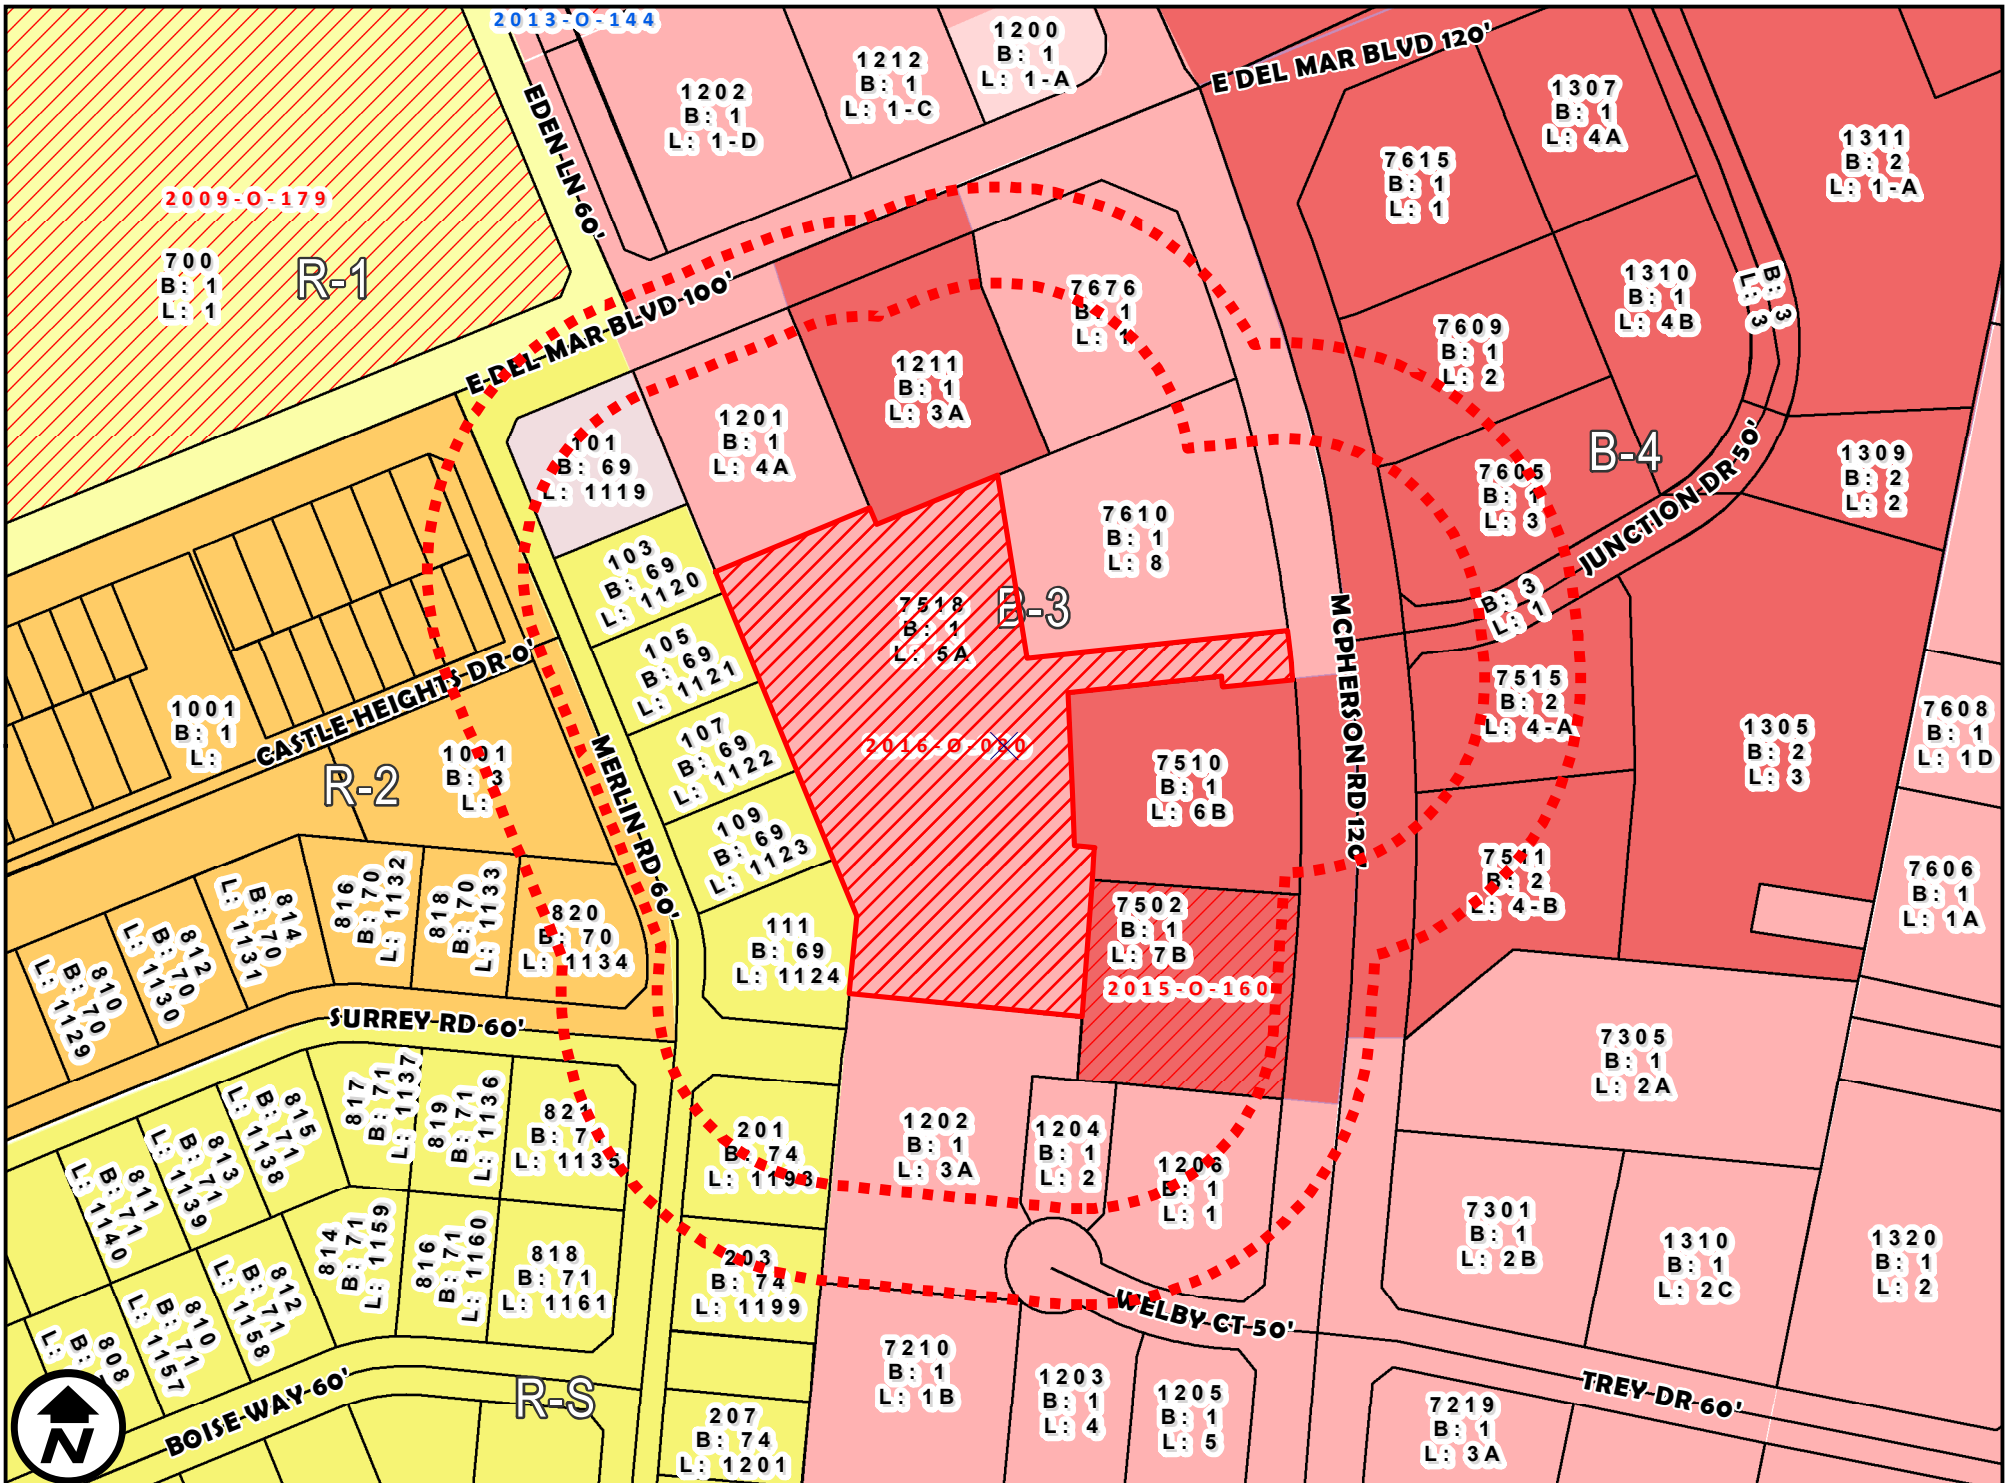 2013-O-144
1200
B: 1
L: 1-A
E DEL MAR BLVD 120'
1212
B: 1
L: 1-C
1202
B: 1
L: 1-D
1307
B: 1
L: 4A
EDEN-LN-60'
1311
B: 2
L: 1-A
7615
B: 1
L: 1
2009-O-179
700
B: 1
L: 1
R-1
1310
B: 1
L: 4B
B: 3
L: 3
7676
B: 1
L: 1
E-DEL-MAR-BLVD-100'
7609
B: 1
L: 2
1211
B: 1
L: 3A
1201
B: 1
L: 4A
101
B: 69
L: 1119
B-4
7605
B: 1
L: 3
1309
B: 2
L: 2
JUNCTION DR 50'
7610
B: 1
L: 8
103
B: 69
L: 1120
7518
B: 1
L: 5A
B-3
B: 3
L: 1
MCPHERSON RD 120'
105
B: 69
L: 1121
CASTLE-HEIGHTS-DR-0'
7515
B: 2
L: 4-A
1001
B: 1
L:
107
B: 69
L: 1122
2016-O-080
1305
B: 2
L: 3
7608
B: 1
L: 1D
1001
B: 3
L:
R-2
7510
B: 1
L: 6B
MERLIN-RD-60'
109
B: 69
L: 1123
7511
B: 2
L: 4-B
7606
B: 1
L: 1A
816
B: 70
L: 1132
818
B: 70
L: 1133
820
B: 70
L: 1134
814
B: 70
L: 1131
812
B: 70
L: 1130
810
B: 70
L: 1129
111
B: 69
L: 1124
7502
B: 1
L: 7B
2015-O-160
SURREY-RD-60'
7305
B: 1
L: 2A
817
B: 71
L: 1137
819
B: 71
L: 1136
821
B: 71
L: 1135
815
B: 71
L: 1138
813
B: 71
L: 1139
811
B: 71
L: 1140
201
B: 74
L: 1198
1202
B: 1
L: 3A
1204
B: 1
L: 2
1206
B: 1
L: 1
7301
B: 1
L: 2B
1310
B: 1
L: 2C
1320
B: 1
L: 2
814
B: 71
L: 1159
816
B: 71
L: 1160
818
B: 71
L: 1161
812
B: 71
L: 1158
810
B: 71
L: 1157
808
B:
L:
203
B: 74
L: 1199
WELBY CT-50'
7210
B: 1
L: 1B
1203
B: 1
L: 4
1205
B: 1
L: 5
TREY-DR-60'
7219
B: 1
L: 3A
R-S
BOISE-WAY-60'
207
B: 74
L: 1201
N